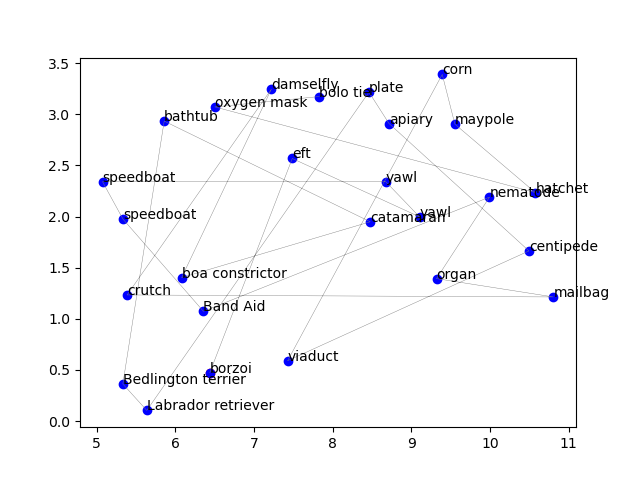 3.5
3.0
2.5
2.0
1.5
1.0
0.5
0.0
5
6
7
8
9
10
11
corn
damselfly
plate
bolo tie
oxygen mask
bathtub
apiary
maypole
eft
speedboat
yawl
hatchet
nematode
speedboat
catamaran
yawl
centipede
boa constrictor
organ
crutch
mailbag
Band Aid
viaduct
borzoi
Bedlington terrier
Labrador retriever